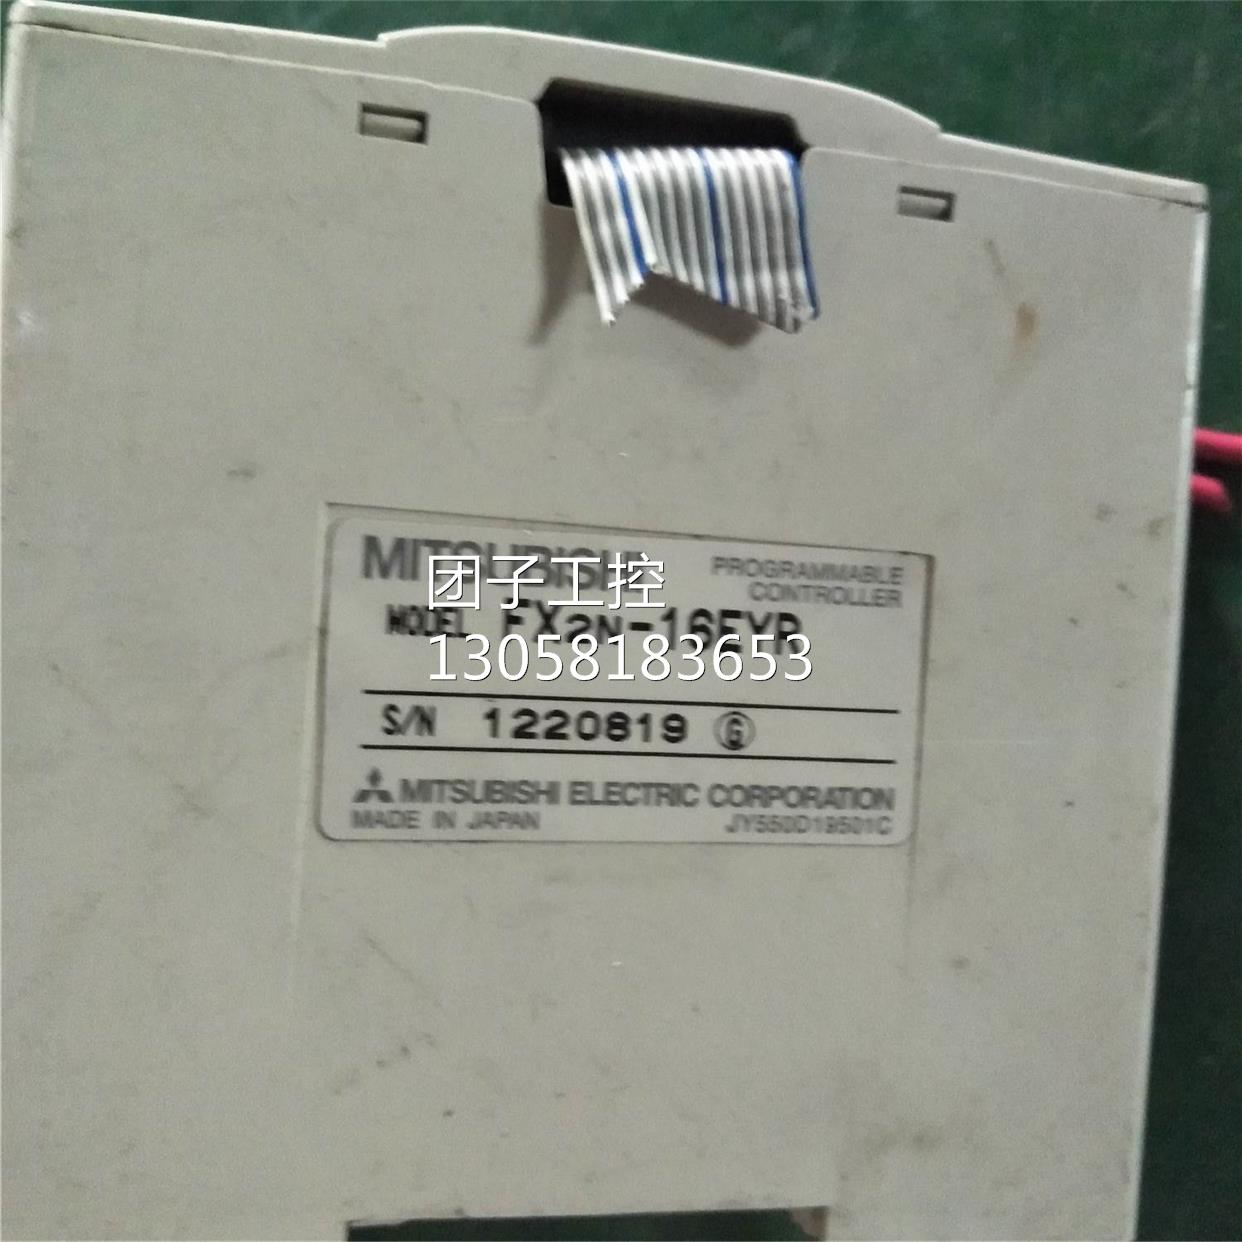 MITSUBISHI
PROGRAMMABLE
CONTROLLER
团子工控
MODEL FX2N-16EYR
13058183653
S/N 1220819 G
MITSUBISHI ELECTRIC CORPORATION
MADE IN JAPAN JY550D19501C